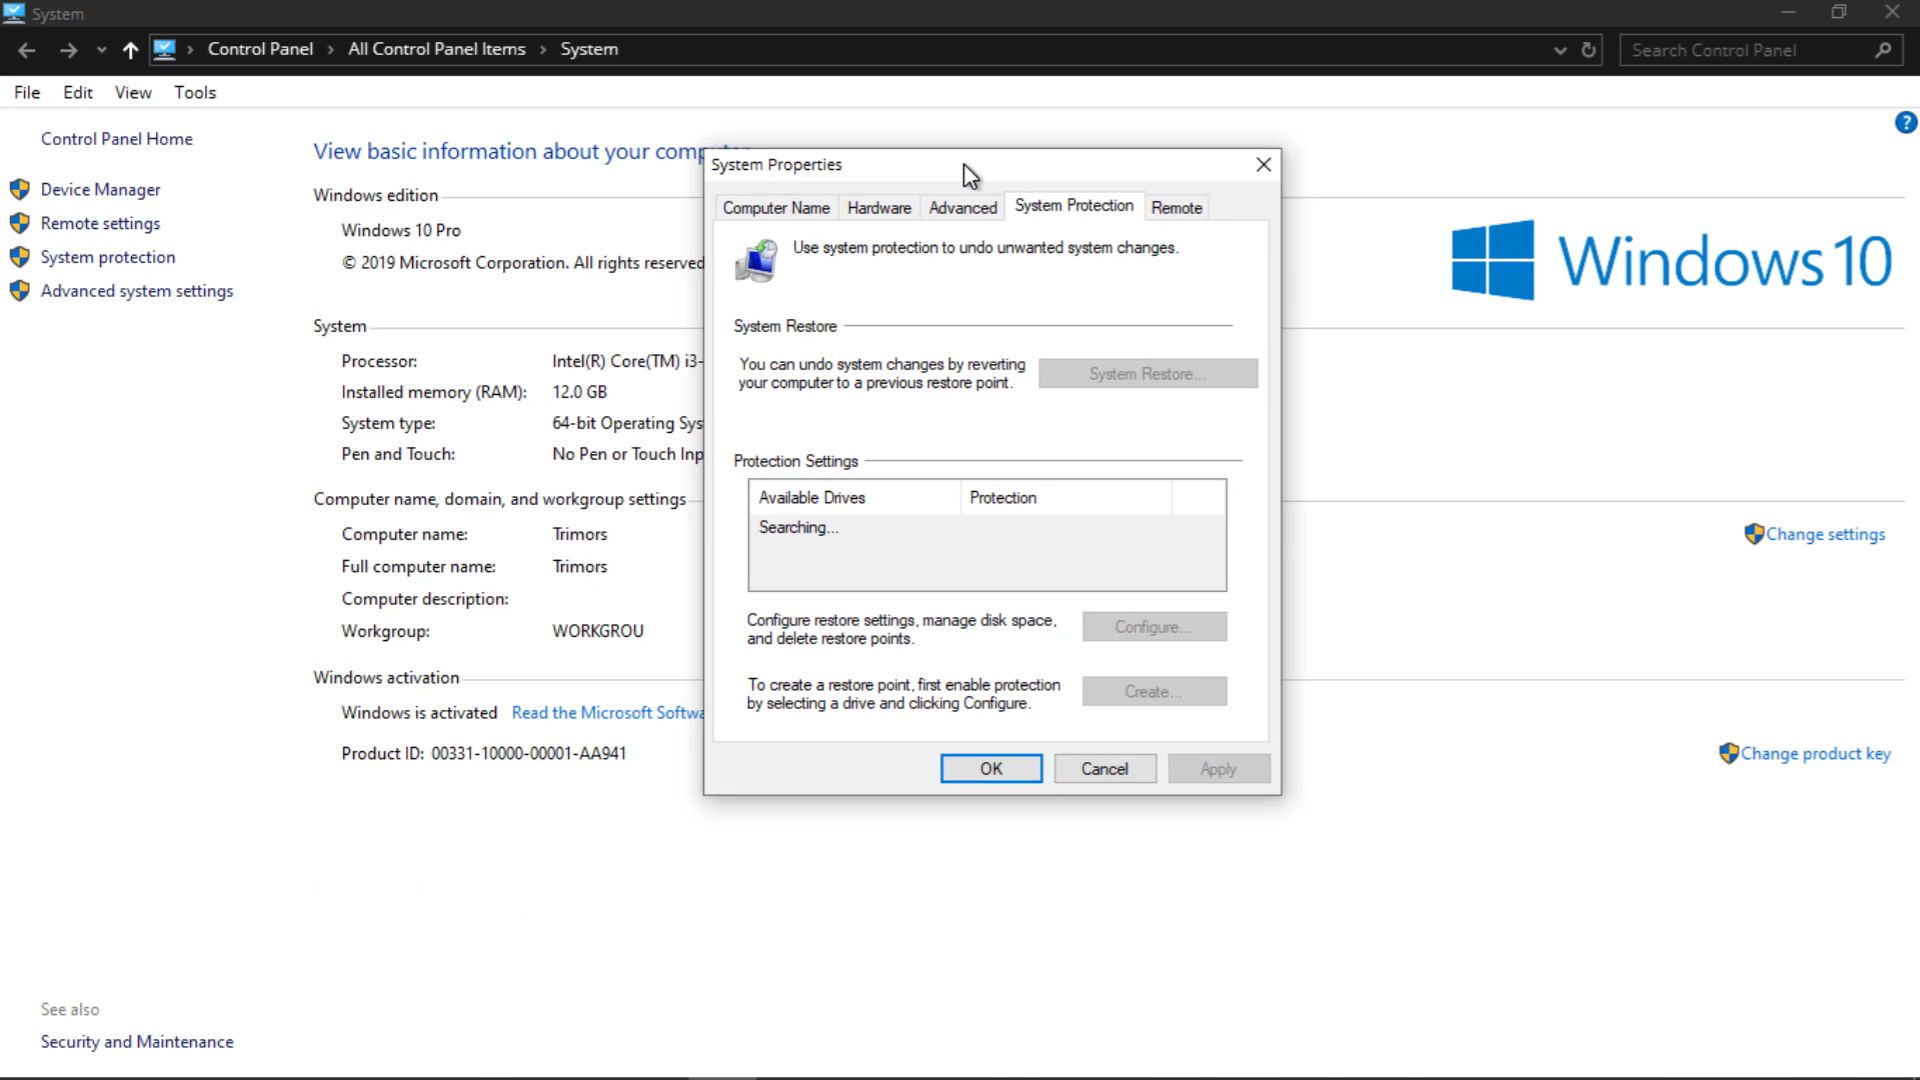 System
Control Panel > All Control Panel Items > System
Search Control Panel
File Edit View Tools
Control Panel Home
Device Manager
Remote settings
System protection
Advanced system settings
See also
Security and Maintenance
View basic information about your comp
Windows edition
Windows 10 Pro
© 2019 Microsoft Corporation. All rights reserved
System
Processor: Intel(R) Core(TM) i3-
Installed memory (RAM): 12.0 GB
System type: 64-bit Operating Sys
Pen and Touch: No Pen or Touch Inp
Computer name, domain, and workgroup settings
Computer name: Trimors
Full computer name: Trimors
Computer description:
Workgroup: WORKGROU
Windows activation
Windows is activated Read the Microsoft Softwa
Product ID: 00331-10000-00001-AA941
System Properties
Computer Name Hardware Advanced System Protection Remote
Use system protection to undo unwanted system changes.
System Restore
You can undo system changes by reverting
your computer to a previous restore point.
System Restore...
Protection Settings
Available Drives Protection
Searching...
Configure restore settings, manage disk space,
and delete restore points.
Configure...
To create a restore point, first enable protection
by selecting a drive and clicking Configure.
Create...
OK Cancel Apply
?
Windows 10
Change settings
Change product key